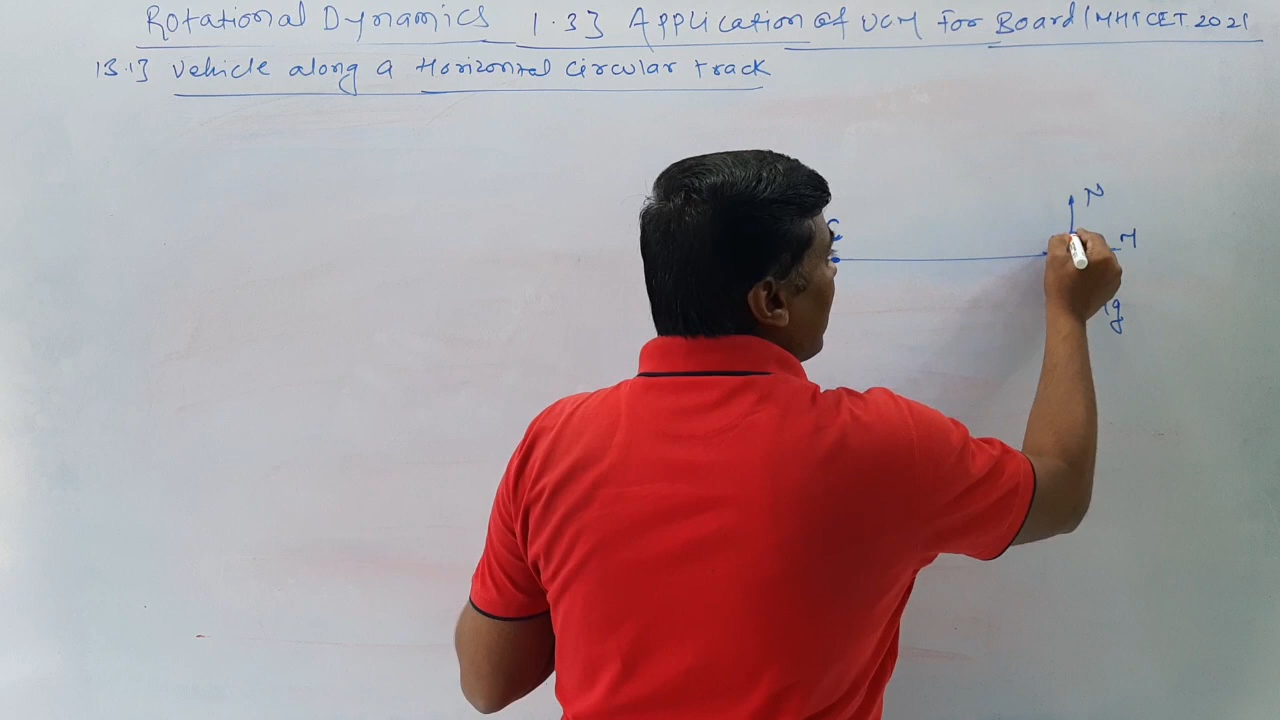 Rotational Dynamics 1.3] Application of UCM For Board/MHTCET.2021
13.1] Vehicle along a Horizontal Circular track
N
g